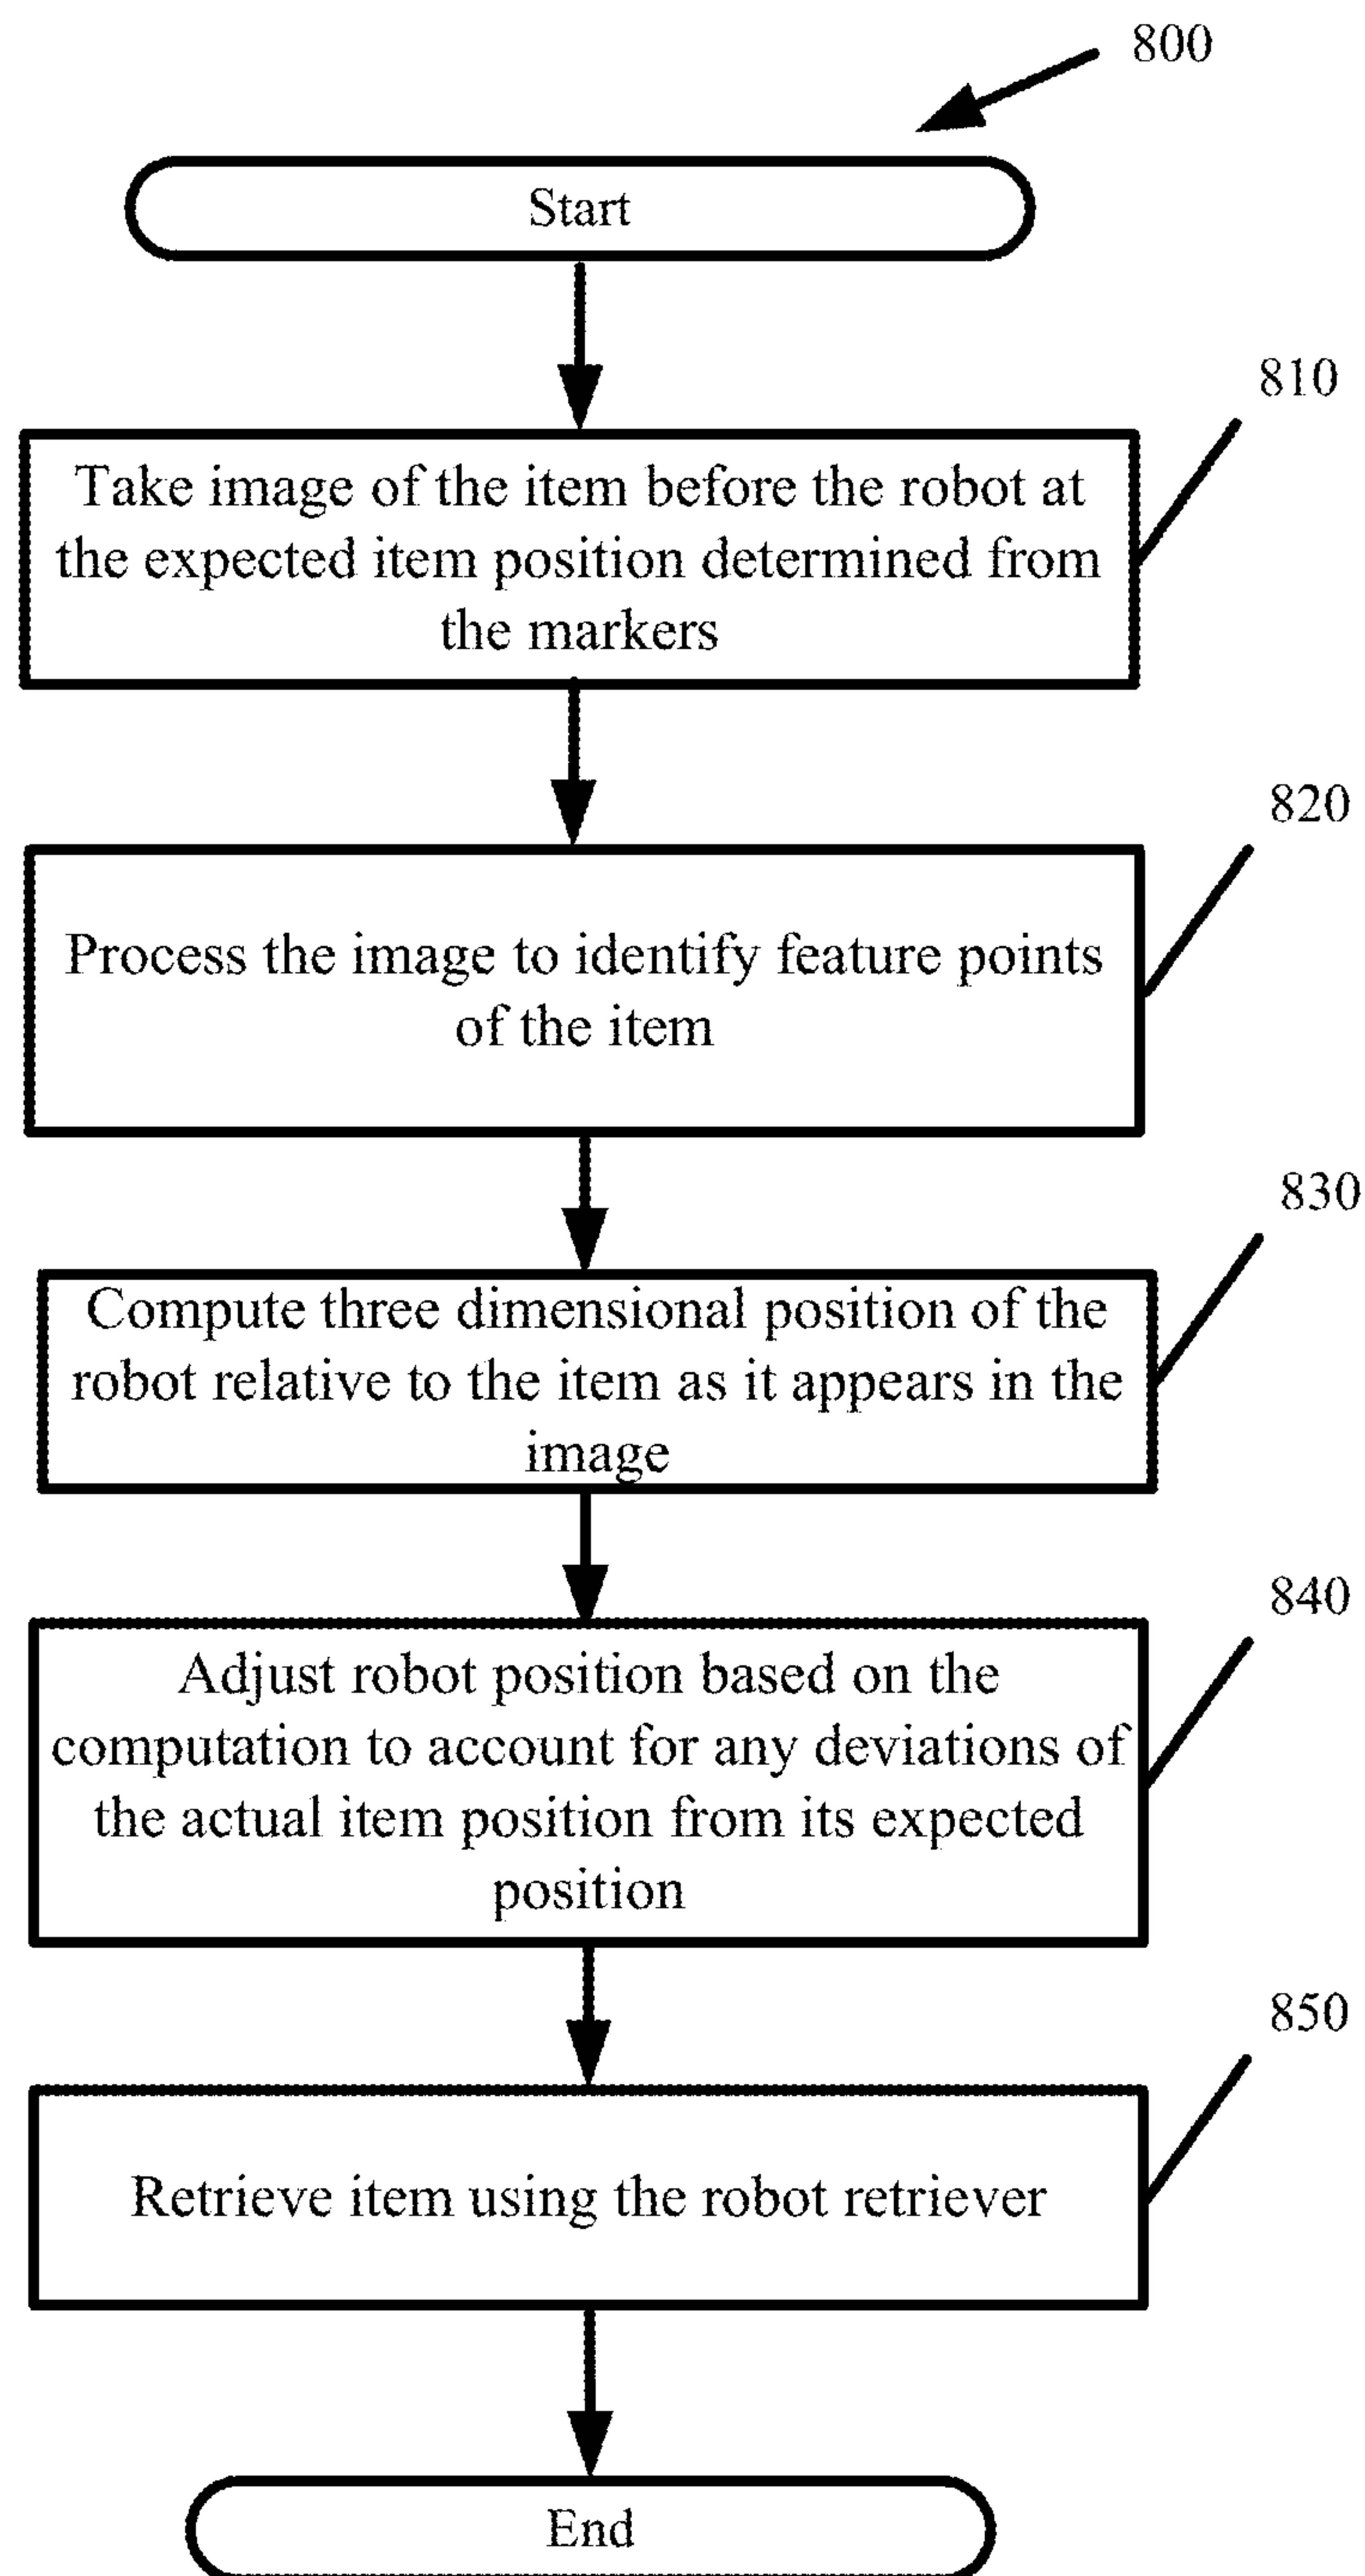 800
Start
810
Take image of the item before the robot at
the expected item position determined from
the markers
820
Process the image to identify feature points
of the item
830
Compute three dimensional position of the
robot relative to the item as it appears in the
image
840
Adjust robot position based on the
computation to account for any deviations of
the actual item position from its expected
position
850
Retrieve item using the robot retriever
End